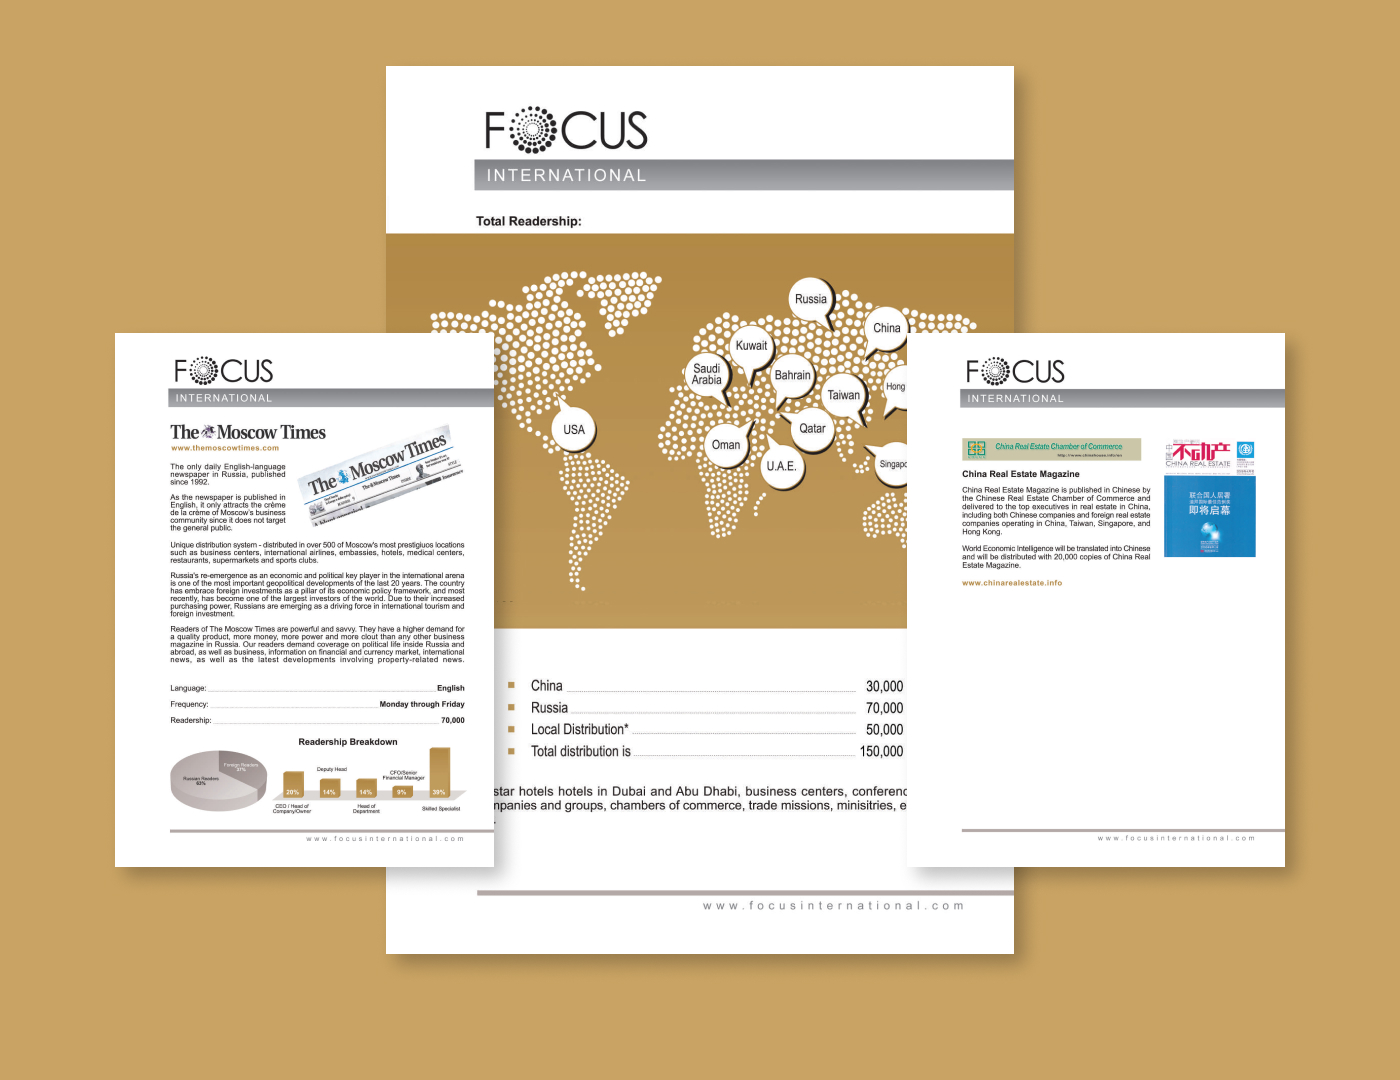 FOCUS
INTERNATIONAL
Total Readership:
Russia
China
Kuwait
Saudi
Arabia
Bahrain
Hong
Taiwan
USA
Qatar
Oman
U.A.E.
Singapo
China 30,000
Russia 70,000
Local Distribution* 50,000
Total distribution is 150,000
star hotels hotels in Dubai and Abu Dhabi, business centers, conferenc
mpanies and groups, chambers of commerce, trade missions, minisitries, e
www.focusinternational.com
FOCUS
INTERNATIONAL
The Moscow Times
www.themoscowtimes.com
The Moscow Times
The only daily English-language
newspaper in Russia, published
since 1992.
As the newspaper is published in
English, it only attracts the crème
de la crème of Moscow's business
community since it does not target
the general public.
Unique distribution system - distributed in over 500 of Moscow's most prestigiuos locations
such as business centers, international airlines, embassies, hotels, medical centers,
restaurants, supermarkets and sports clubs.
Russia's re-emergence as an economic and political key player in the international arena
is one of the most important geopolitical developments of the last 20 years. The country
has embrace foreign investments as a pillar of its economic policy framework, and most
recently, has become one of the largest investors of the world. Due to their increased
purchasing power, Russians are emerging as a driving force in international tourism and
foreign investment.
Readers of The Moscow Times are powerful and savvy. They have a higher demand for
a quality product, more money, more power and more clout than any other business
magazine in Russia. Our readers demand coverage on political life inside Russia and
abroad, as well as business, information on financial and currency market, international
news, as well as the latest developments involving property-related news.
Language: English
Frequency: Monday through Friday
Readership: 70,000
Readership Breakdown
Foreign Readers
37%
Russian Readers
63%
Deputy Head
CFO/Senior
Financial Manager
20% 14% 14% 9% 39%
CEO / Head of
Company/Owner
Head of
Department
Skilled Specialist
www.focusinternational.com
FOCUS
INTERNATIONAL
China Real Estate Chamber of Commerce
中国
不动产
CHINA REAL ESTATE
即将启幕
China Real Estate Magazine
China Real Estate Magazine is published in Chinese by
the Chinese Real Estate Chamber of Commerce and
delivered to the top executives in real estate in China,
including both Chinese companies and foreign real estate
companies operating in China, Taiwan, Singapore, and
Hong Kong.
World Economic Intelligence will be translated into Chinese
and will be distributed with 20,000 copies of China Real
Estate Magazine.
www.chinarealestate.info
www.focusinternational.com